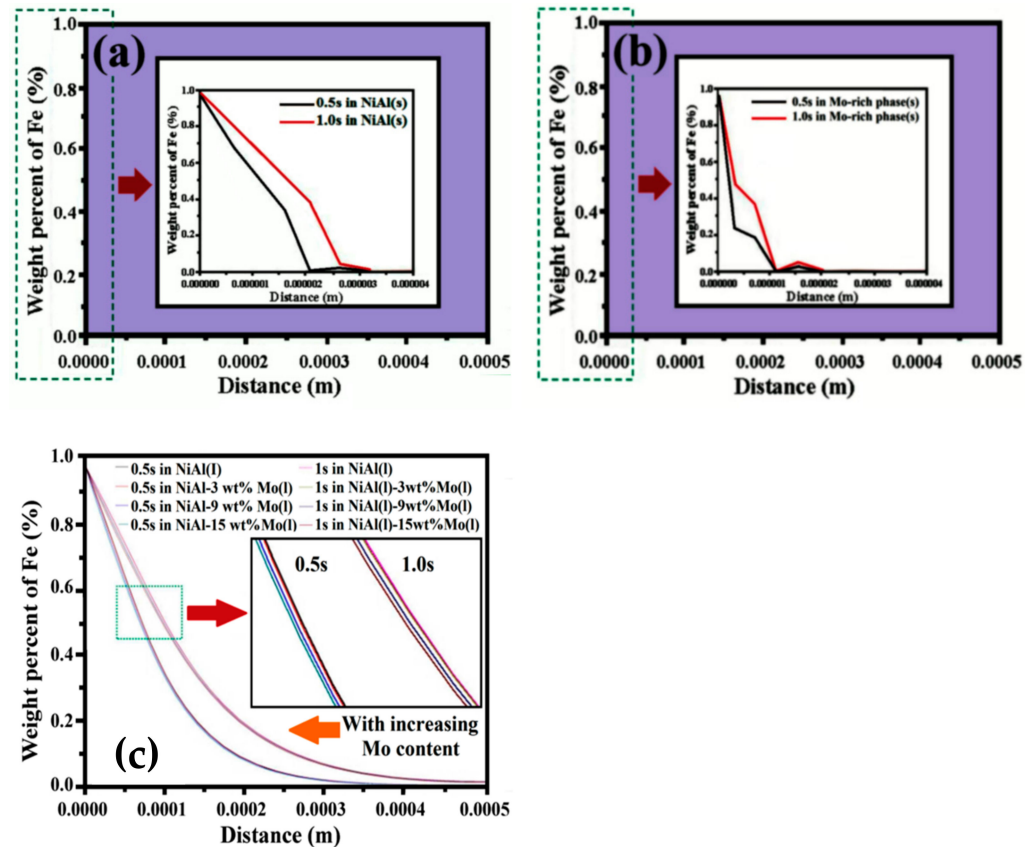 (a)
Weight percent of Fe (%)
1.0
0.8
0.6
0.4
0.2
0.0
Weight percent of Fe (%)
1.0
0.8
0.6
0.4
0.2
0.0
0.5s in NiAl(s)
1.0s in NiAl(s)
0.000000 0.000001 0.000002 0.000003 0.000004
Distance (m)
0.0000 0.0001 0.0002 0.0003 0.0004 0.0005
Distance (m)
(b)
Weight percent of Fe (%)
1.0
0.8
0.6
0.4
0.2
0.0
Weight percent of Fe (%)
1.0
0.8
0.6
0.4
0.2
0.0
0.5s in Mo-rich phase(s)
1.0s in Mo-rich phase(s)
0.000000 0.000001 0.000002 0.000003 0.000004
Distance (m)
0.0000 0.0001 0.0002 0.0003 0.0004 0.0005
Distance (m)
Weight percent of Fe (%)
1.0
0.8
0.6
0.4
0.2
0.0
0.5s in NiAl(l) 1s in NiAl(l)
0.5s in NiAl-3 wt% Mo(l) 1s in NiAl(l)-3wt%Mo(l)
0.5s in NiAl-9 wt% Mo(l) 1s in NiAl(l)-9wt%Mo(l)
0.5s in NiAl-15 wt%Mo(l) 1s in NiAl(l)-15wt%Mo(l)
0.5s 1.0s
With increasing
Mo content
(c)
0.0000 0.0001 0.0002 0.0003 0.0004 0.0005
Distance (m)